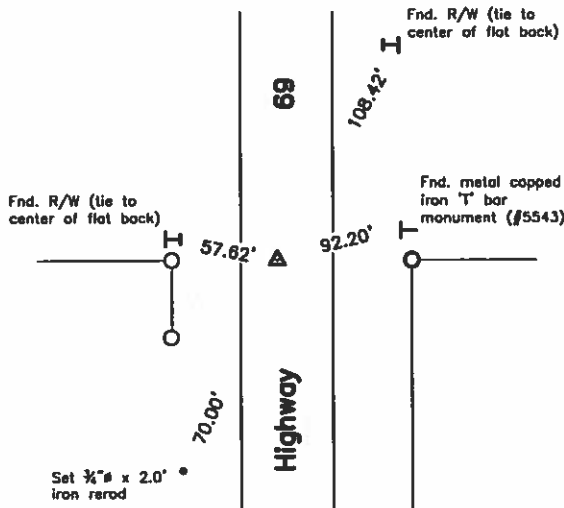 Fnd. R/W (tie to
center of flat back)
69
108.42'
Fnd. metal capped
iron 'T' bar
monument (#5543)
Fnd. R/W (tie to
center of flat back)
57.62'
92.20'
70.00'
Highway
Set ¾"ø x 2.0'
iron rerod